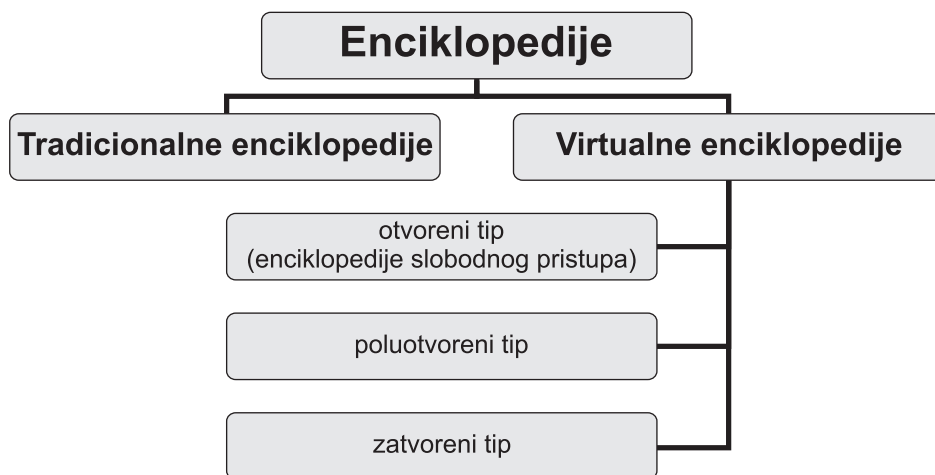 Enciklopedije
Tradicionalne enciklopedije
Virtualne enciklopedije
otvoreni tip
(enciklopedije slobodnog pristupa)
poluotvoreni tip
zatvoreni tip